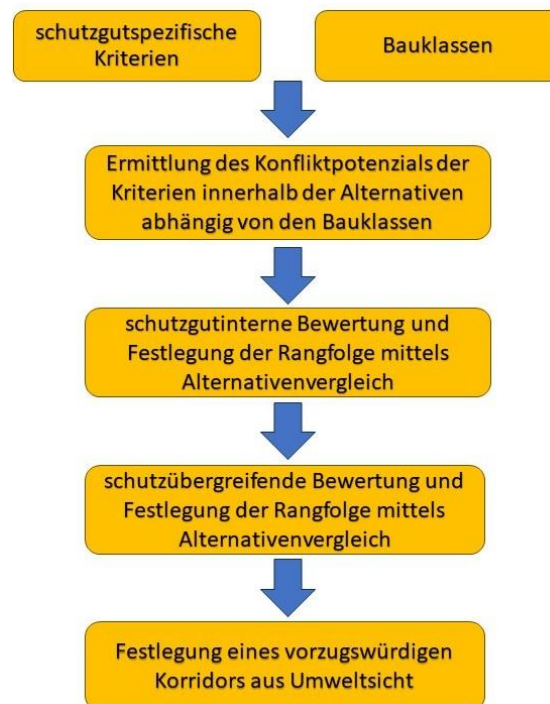 schutzgutspezifische
Kriterien
Bauklassen
Ermittlung des Konfliktpotenzials der
Kriterien innerhalb der Alternativen
abhängig von den Bauklassen
schutzgutinterne Bewertung und
Festlegung der Rangfolge mittels
Alternativenvergleich
schutzübergreifende Bewertung und
Festlegung der Rangfolge mittels
Alternativenvergleich
Festlegung eines vorzugswürdigen
Korridors aus Umweltsicht